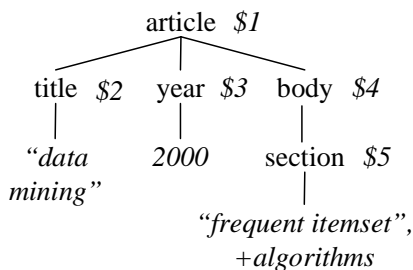 article $1
title $2 year $3 body $4
“data
mining”
2000
section $5
“frequent itemset”,
+algorithms